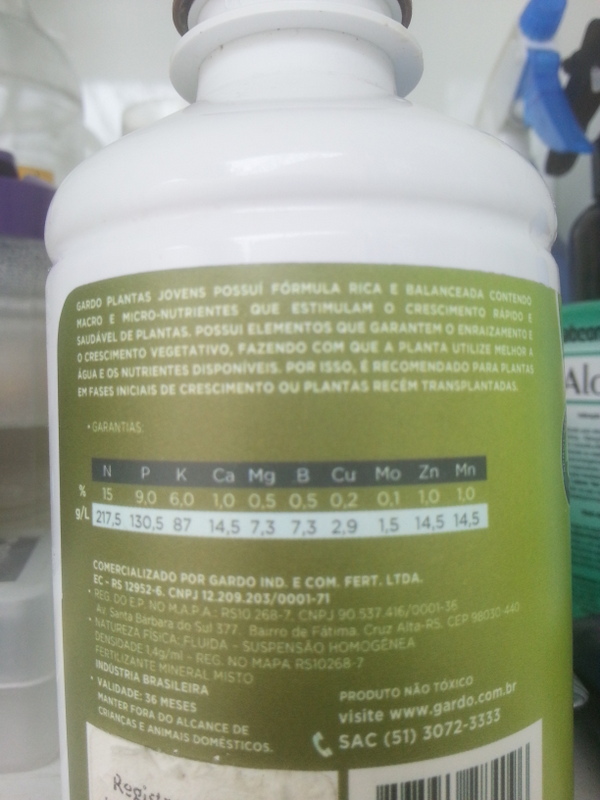 GARDO PLANTAS JOVENS POSSUÍ FÓRMULA RICA E BALANCEADA CONTENDO
MACRO E MICRO-NUTRIENTES QUE ESTIMULAM O CRESCIMENTO RÁPIDO E
SAUDÁVEL DE PLANTAS. POSSUI ELEMENTOS QUE GARANTEM O ENRAIZAMENTO E
O CRESCIMENTO VEGETATIVO, FAZENDO COM QUE A PLANTA UTILIZE MELHOR A
ÁGUA E OS NUTRIENTES DISPONÍVEIS. POR ISSO, É RECOMENDADO PARA PLANTAS
EM FASES INICIAIS DE CRESCIMENTO OU PLANTAS RECÉM TRANSPLANTADAS.
• GARANTIAS:
N P K Ca Mg B Cu Mo Zn Mn
% 15 9,0 6,0 1,0 0,5 0,5 0,2 0,1 1,0 1,0
g/L 217,5 130,5 87 14,5 7,3 7,3 2,9 1,5 14,5 14,5
COMERCIALIZADO POR GARDO IND. E COM. FERT. LTDA.
EC - RS 12952-6. CNPJ 12.209.203/0001-71
• REG. DO E.P. NO M.A.P.A.: RS10.268-7, CNPJ 90.537.416/0001-36
Av. Santa Bárbara do Sul 377. Bairro de Fátima. Cruz Alta-RS. CEP 98030-440
• NATUREZA FÍSICA: FLUIDA - SUSPENSÃO HOMOGÊNEA
DENSIDADE 1,4g/ml - REG. NO MAPA RS10268-7
FERTILIZANTE MINERAL MISTO
INDÚSTRIA BRASILEIRA
• VALIDADE: 36 MESES
MANTER FORA DO ALCANCE DE
CRIANÇAS E ANIMAIS DOMÉSTICOS.
PRODUTO NÃO TÓXICO
visite www.gardo.com.br
SAC (51) 3072-3333